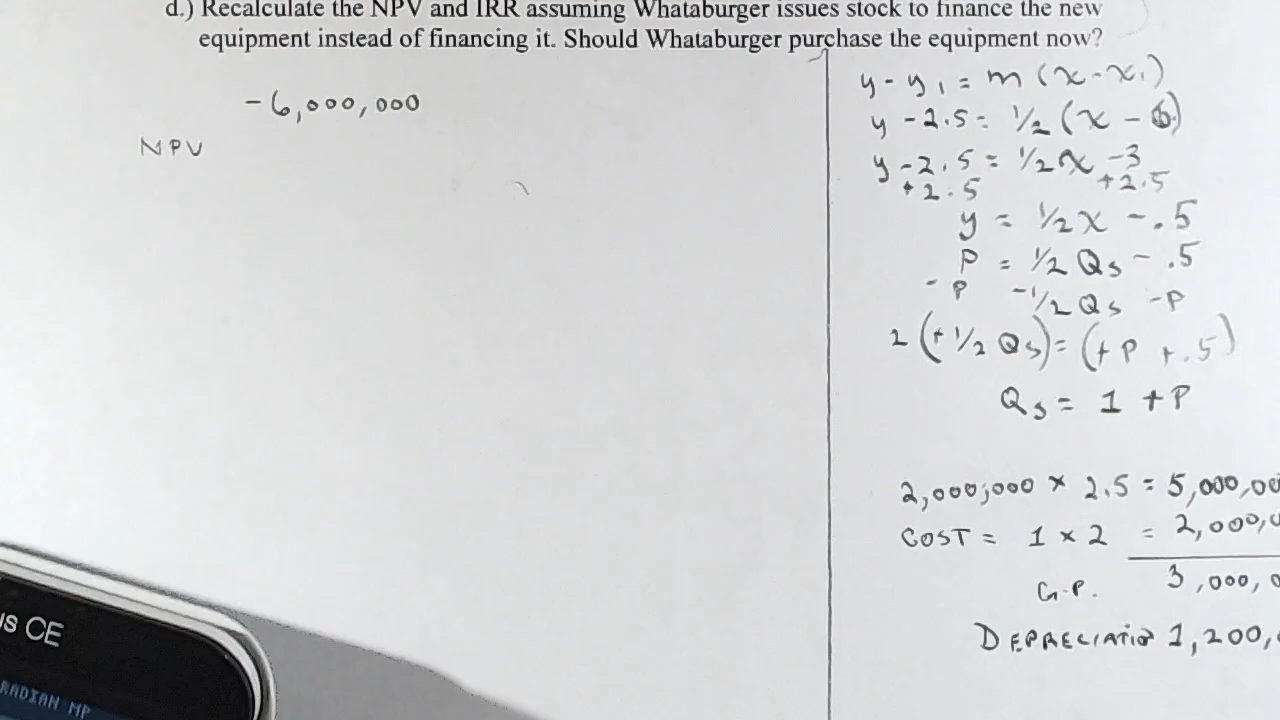 d.) Recalculate the NPV and IRR assuming Whataburger issues stock to finance the new
equipment instead of financing it. Should Whataburger purchase the equipment now?
-6,000,000
NPV
y - y1 = m (x - x1)
y - 2.5 = 1/2 (x - 6)
y - 2.5 = 1/2 x - 3
+ 2.5 + 2.5
y = 1/2 x - .5
P = 1/2 Qs - .5
- P - 1/2 Qs - P
2 (+ 1/2 Qs) = (+ P + .5)
Qs = 1 + P
2,000,000 × 2.5 = 5,000,00
COST = 1 × 2 = 2,000,0
G.P. 3,000,0
DEPRECIATIO 1,200,
us CE
RADIAN MP